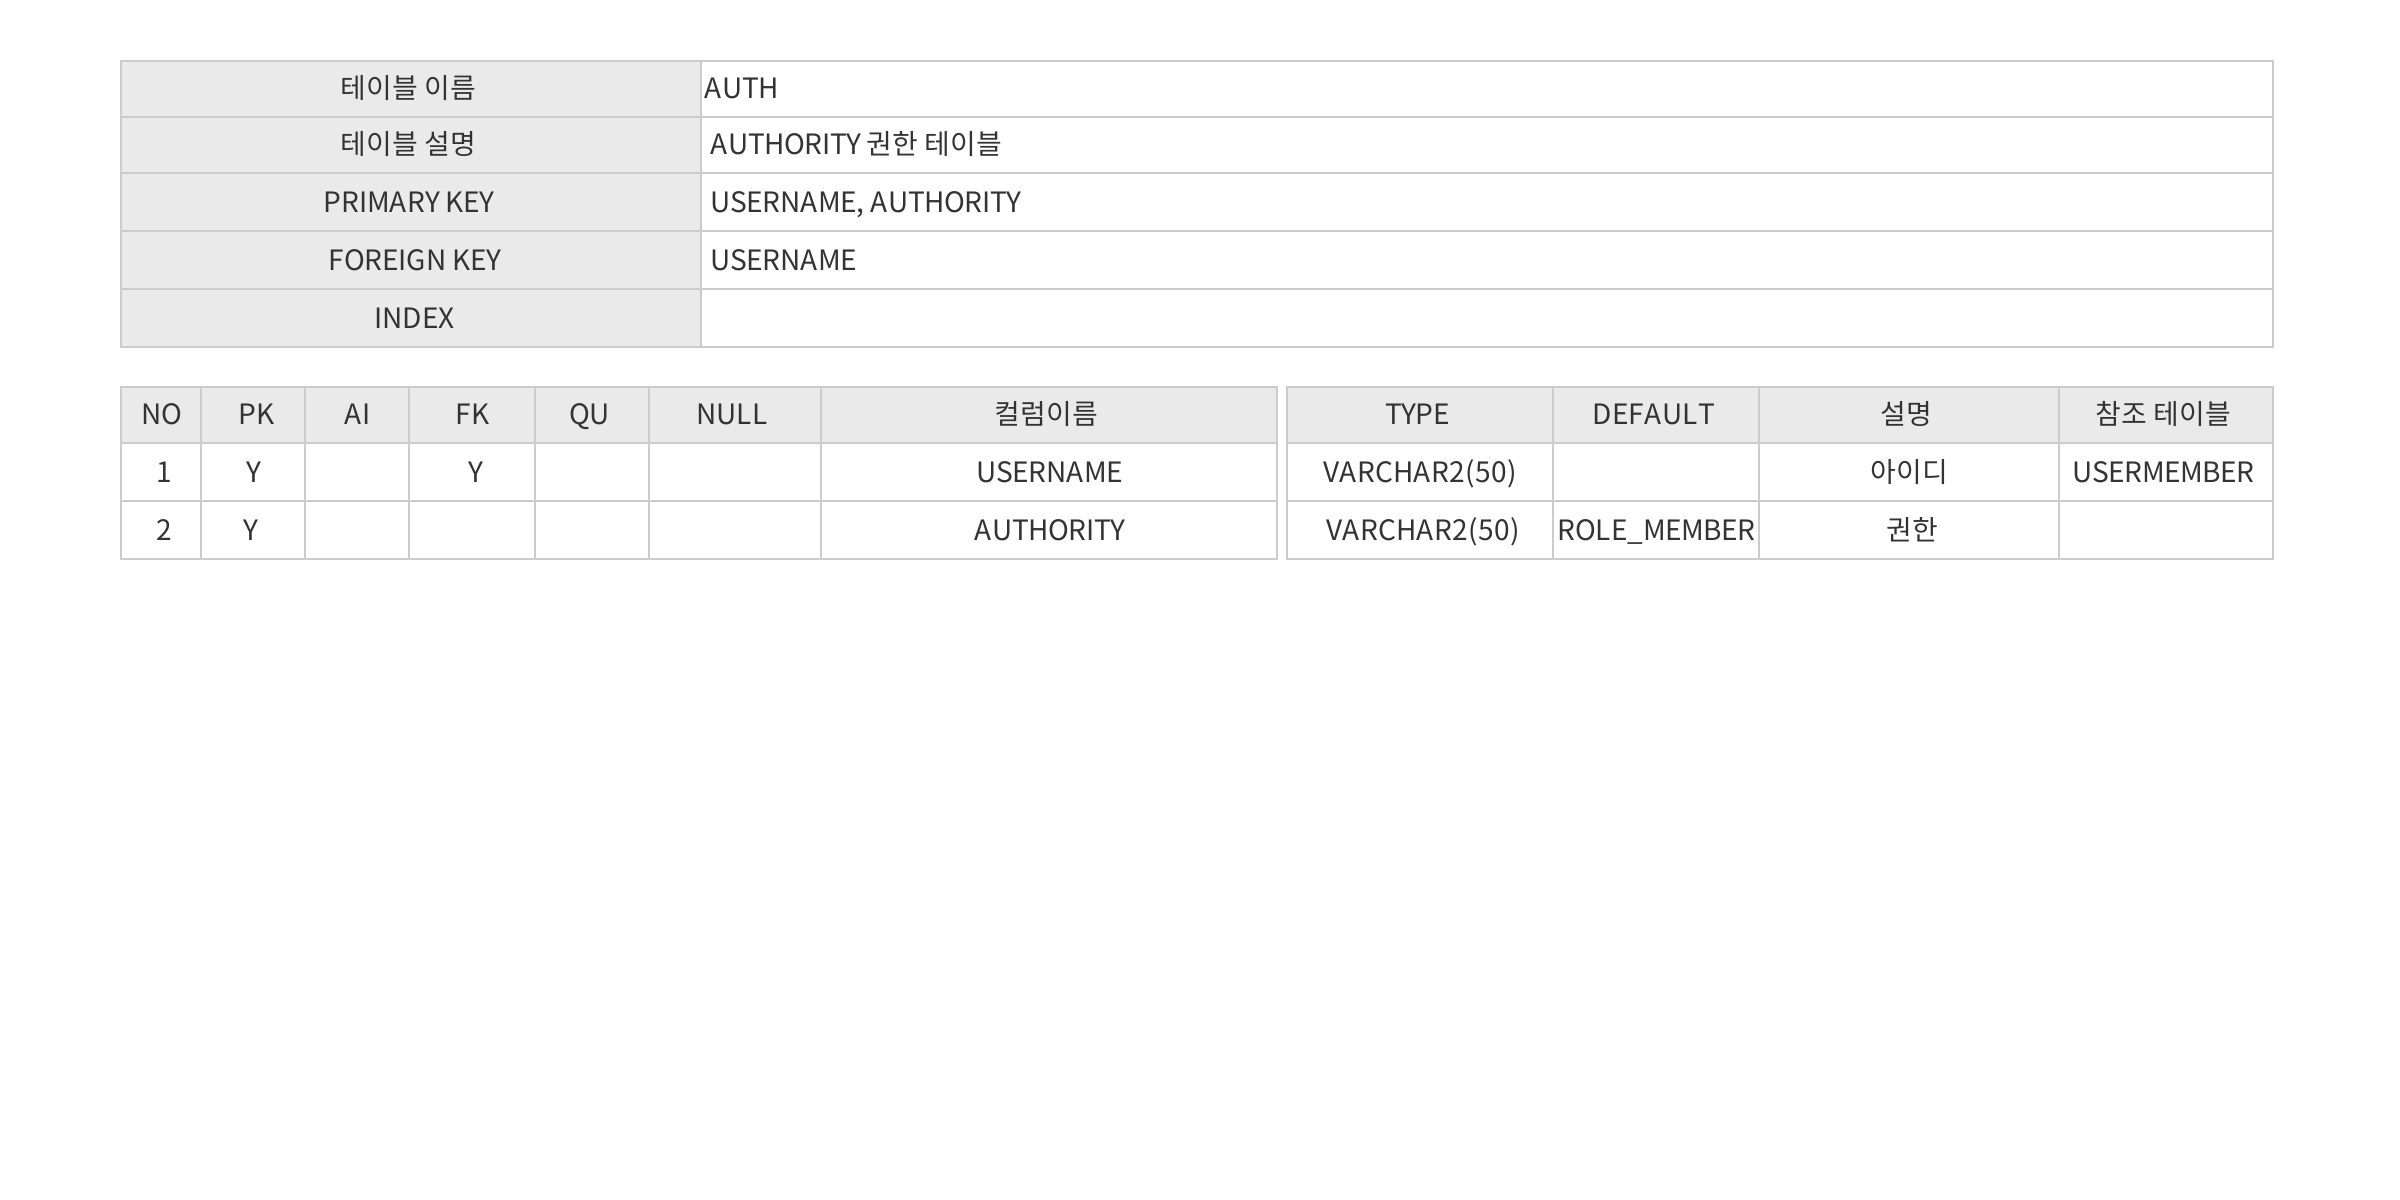 테이블 이름 AUTH
테이블 설명 AUTHORITY 권한 테이블
PRIMARY KEY USERNAME, AUTHORITY
FOREIGN KEY USERNAME
INDEX
NO PK AI FK QU NULL 컬럼이름 TYPE DEFAULT 설명 참조 테이블
1 Y Y USERNAME VARCHAR2(50) 아이디 USERMEMBER
2 Y AUTHORITY VARCHAR2(50) ROLE_MEMBER 권한